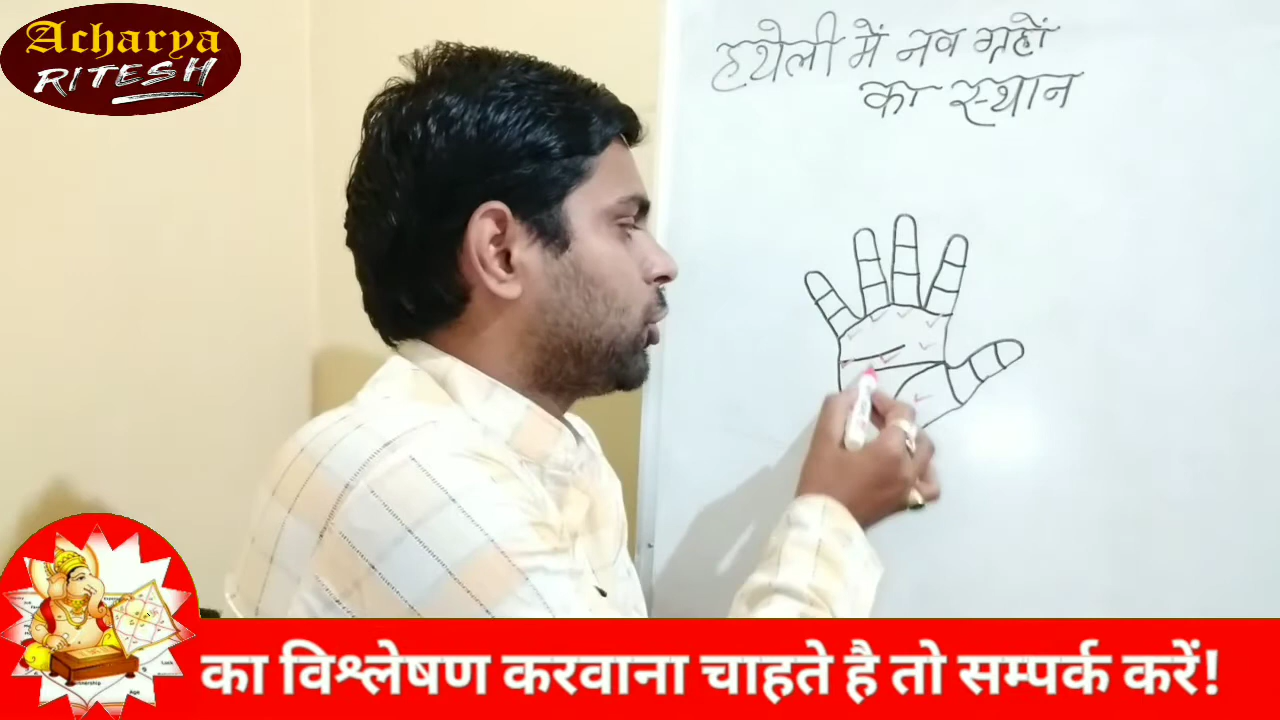 Acharya
RITESH
हथेली में नव ग्रहों
का स्थान
का विश्लेषण करवाना चाहते है तो सम्पर्क करें!